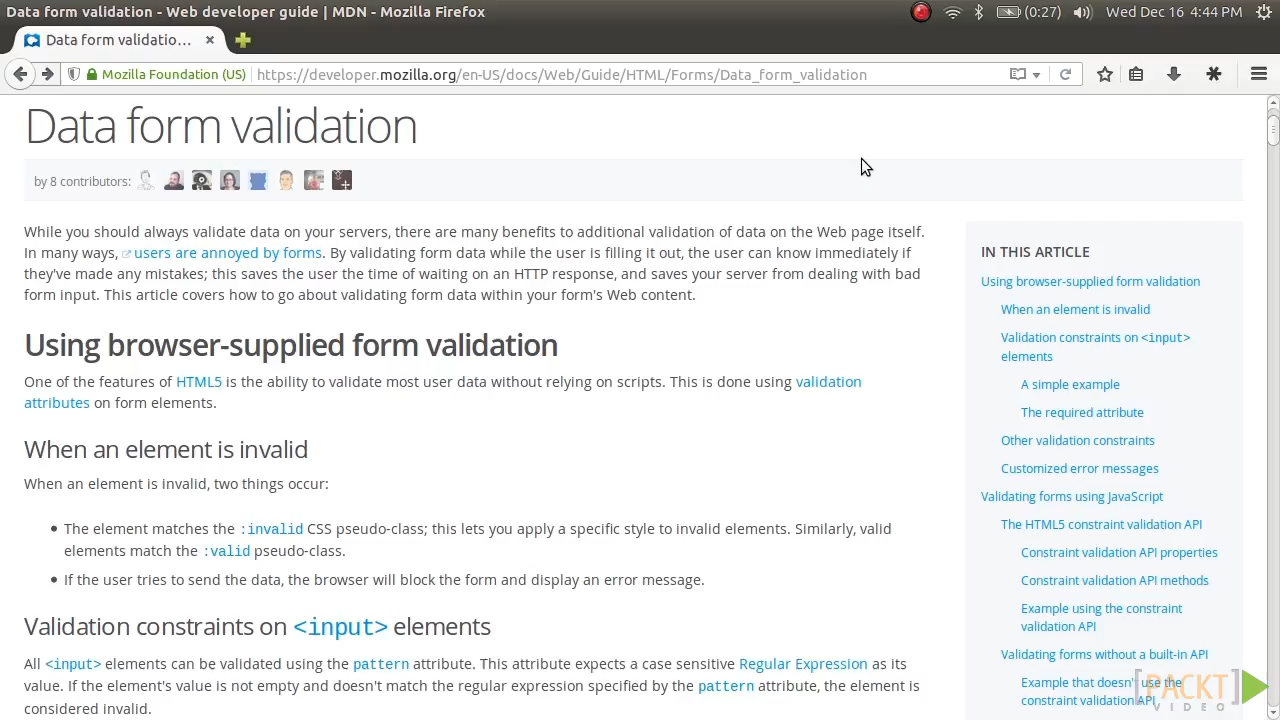 Data form validation - Web developer guide | MDN - Mozilla Firefox
(0:27)
Wed Dec 16 4:44 PM
Data form validatio...
Mozilla Foundation (US)
https://developer.mozilla.org/en-US/docs/Web/Guide/HTML/Forms/Data_form_validation
Data form validation
by 8 contributors:
While you should always validate data on your servers, there are many benefits to additional validation of data on the Web page itself.
In many ways, users are annoyed by forms. By validating form data while the user is filling it out, the user can know immediately if
they've made any mistakes; this saves the user the time of waiting on an HTTP response, and saves your server from dealing with bad
form input. This article covers how to go about validating form data within your form's Web content.
Using browser-supplied form validation
One of the features of HTML5 is the ability to validate most user data without relying on scripts. This is done using validation
attributes on form elements.
When an element is invalid
When an element is invalid, two things occur:
• The element matches the :invalid CSS pseudo-class; this lets you apply a specific style to invalid elements. Similarly, valid
elements match the :valid pseudo-class.
• If the user tries to send the data, the browser will block the form and display an error message.
Validation constraints on <input> elements
All <input> elements can be validated using the pattern attribute. This attribute expects a case sensitive Regular Expression as its
value. If the element's value is not empty and doesn't match the regular expression specified by the pattern attribute, the element is
considered invalid.
IN THIS ARTICLE
Using browser-supplied form validation
When an element is invalid
Validation constraints on <input>
elements
A simple example
The required attribute
Other validation constraints
Customized error messages
Validating forms using JavaScript
The HTML5 constraint validation API
Constraint validation API properties
Constraint validation API methods
Example using the constraint
validation API
Validating forms without a built-in API
Example that doesn't use the
constraint validation API
[PACKT]
VIDEO